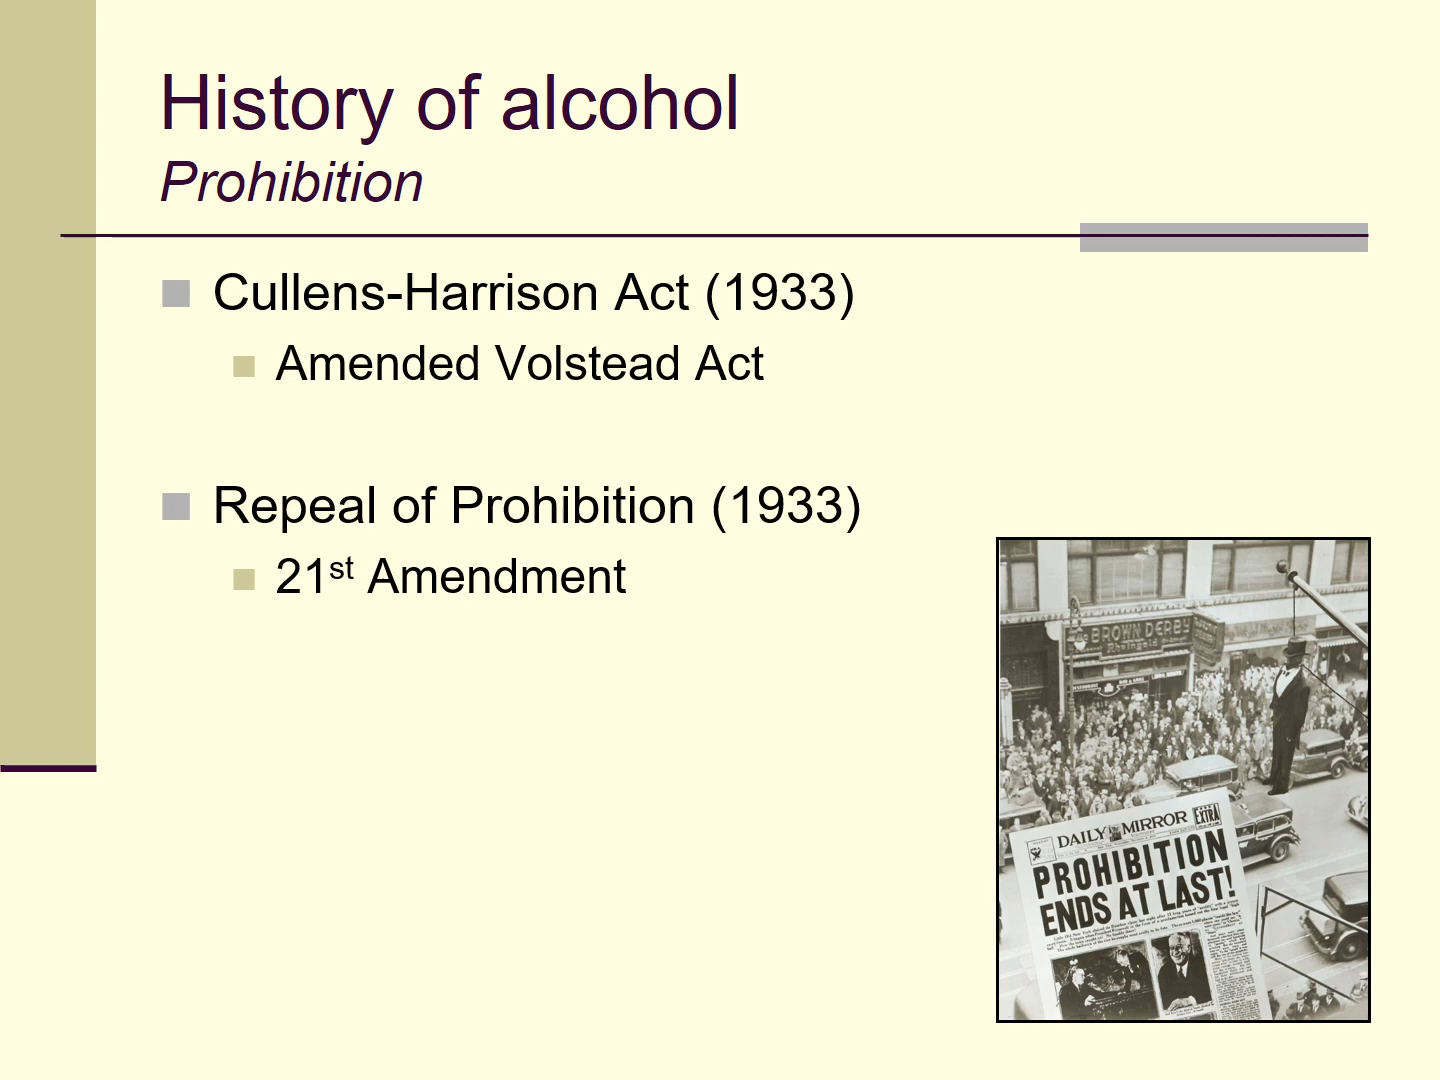 History of alcohol
Prohibition
Cullens-Harrison Act (1933)
Amended Volstead Act
Repeal of Prohibition (1933)
21st Amendment
BROWN DERBY
Rheingold
DAILY MIRROR
EXTRA
PROHIBITION
ENDS AT LAST!